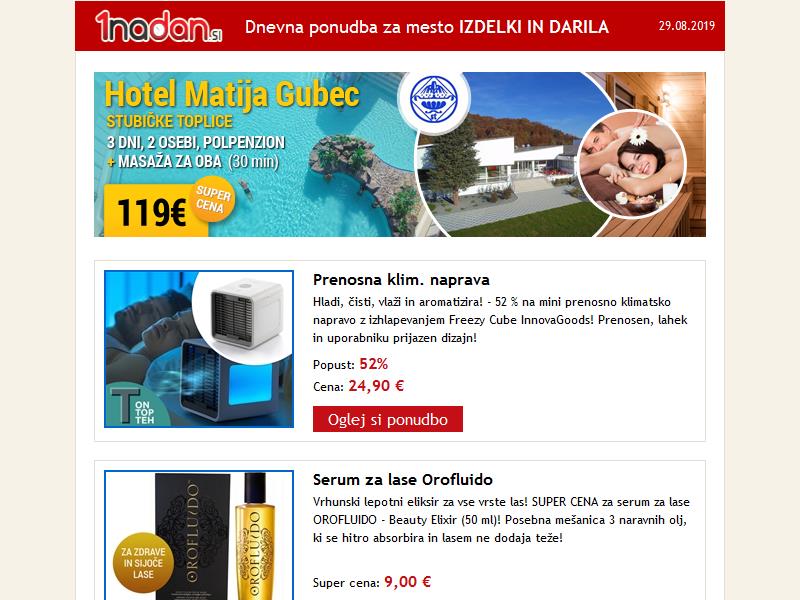 1nadan.si
Dnevna ponudba za mesto IZDELKI IN DARILA
29.08.2019
Hotel Matija Gubec
STUBIČKE TOPLICE
3 DNI, 2 OSEBI, POLPENZION
+ MASAŽA ZA OBA (30 min)
119€
SUPER
CENA
Prenosna klim. naprava
Hladi, čisti, vlaži in aromatizira! - 52 % na mini prenosno klimatsko
napravo z izhlapevanjem Freezy Cube InnovaGoods! Prenosen, lahek
in uporabniku prijazen dizajn!
Popust: 52%
Cena: 24,90 €
Oglej si ponudbo
T ON
TOP
TEH
Serum za lase Orofluido
Vrhunski lepotni eliksir za vse vrste las! SUPER CENA za serum za lase
OROFLUIDO - Beauty Elixir (50 ml)! Posebna mešanica 3 naravnih olj,
ki se hitro absorbira in lasem ne dodaja teže!
Super cena: 9,00 €
ZA ZDRAVE
IN SIJOČE
LASE
OROFLUIDO
OROFLUIDO